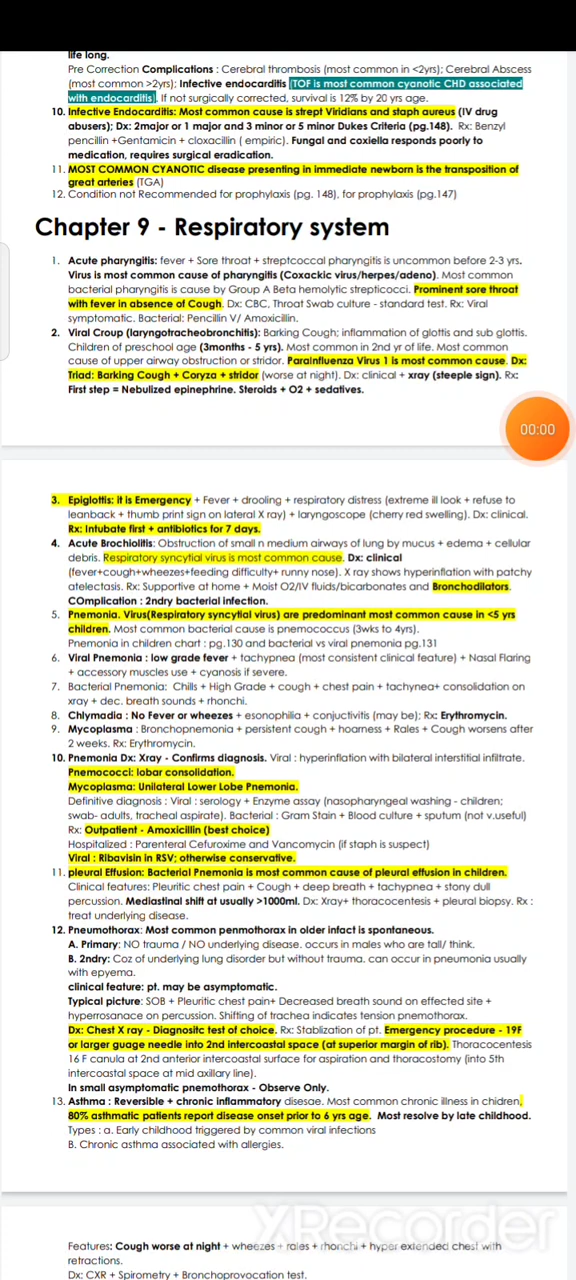 life long.
Pre Correction Complications : Cerebral thrombosis (most common in <2yrs); Cerebral Abscess
(most common >2yrs); Infective endocarditis (TOF is most common cyanotic CHD associated
with endocarditis). If not surgically corrected, survival is 12% by 20 yrs age.
10. Infective Endocarditis: Most common cause is strept Viridians and staph aureus (IV drug
abusers); Dx: 2major or 1 major and 3 minor or 5 minor Dukes Criteria (pg.148). Rx: Benzyl
pencillin +Gentamicin + cloxacillin ( empiric). Fungal and coxiella responds poorly to
medication, requires surgical eradication.
11. MOST COMMON CYANOTIC disease presenting in immediate newborn is the transposition of
great arteries (TGA)
12. Condition not Recommended for prophylaxis (pg. 148), for prophylaxis (pg.147)
Chapter 9 - Respiratory system
1. Acute pharyngitis: fever + Sore throat + streptcoccal pharyngitis is uncommon before 2-3 yrs.
Virus is most common cause of pharyngitis (Coxackic virus/herpes/adeno). Most common
bacterial pharyngitis is cause by Group A Beta hemolytic streptococci. Prominent sore throat
with fever in absence of Cough. Dx: CBC, Throat Swab culture - standard test. Rx: Viral
symptomatic. Bacterial: Pencillin V/ Amoxicillin.
2. Viral Croup (laryngotracheobronchitis): Barking Cough; inflamation of glottis and sub glottis.
Children of preschool age (3months - 5 yrs). Most common in 2nd yr of life. Most common
cause of upper airway obstruction or stridor. Parainfluenza Virus 1 is most common cause. Dx:
Triad: Barking Cough + Coryza + stridor (worse at night). Dx: clinical + xray (steeple sign). Rx:
First step = Nebulized epinephrine. Steroids + O2 + sedatives.
00:00
3. Epiglottis: it is Emergency + Fever + drooling + respiratory distress (extreme ill look + refuse to
leanback + thumb print sign on lateral X ray) + laryngoscope (cherry red swelling). Dx: clinical.
Rx: Intubate first + antibiotics for 7 days.
4. Acute Brochiolitis: Obstruction of small n medium airways of lung by mucus + edema + cellular
debris. Respiratory syncytial virus is most common cause. Dx: clinical
(fever+cough+wheezes+feeding difficulty+ runny nose). X ray shows hyperinflation with patchy
atelectasis. Rx: Supportive at home + Moist O2/IV fluids/bicarbonates and Bronchodilators.
COmplication : 2ndry bacterial infection.
5. Pnemonia. Virus(Respiratory syncytial virus) are predominant most common cause in <5 yrs
children. Most common bacterial cause is pnemococcus (3wks to 4yrs).
Pnemonia in children chart : pg.130 and bacterial vs viral pnemonia pg.131
6. Viral Pnemonia : low grade fever + tachypnea (most consistent clinical feature) + Nasal Flaring
+ accessory muscles use + cyanosis if severe.
7. Bacterial Pnemonia: Chills + High Grade + cough + chest pain + tachynea+ consolidation on
xray + dec. breath sounds + rhonchi.
8. Chlymadia : No Fever or wheezes + esonophilia + conjuctivitis (may be); Rx: Erythromycin.
9. Mycoplasma : Bronchopnemonia + persistent cough + hoarness + Rales + Cough worsens after
2 weeks. Rx: Erythromycin.
10. Pnemonia Dx: Xray - Confirms diagnosis. Viral : hyperinflation with bilateral interstitial infiltrate.
Pnemococci: lobar consolidation.
Mycoplasma: Unilateral Lower Lobe Pnemonia.
Definitive diagnosis : Viral : serology + Enzyme assay (nasopharyngeal washing - children;
swab- adults, tracheal aspirate). Bacterial : Gram Stain + Blood culture + sputum (not v.useful)
Rx: Outpatient - Amoxicillin (best choice)
Hospitalized : Parenteral Cefuroxime and Vancomycin (if staph is suspect)
Viral : Ribavisin in RSV; otherwise conservative.
11. pleural Effusion: Bacterial Pnemonia is most common cause of pleural effusion in children.
Clinical features: Pleuritic chest pain + Cough + deep breath + tachypnea + stony dull
percussion. Mediastinal shift at usually >1000ml. Dx: Xray+ thoracocentesis + pleural biopsy. Rx :
treat underlying disease.
12. Pneumothorax: Most common penmothorax in older infact is spontaneous.
A. Primary: NO trauma / NO underlying disease. occurs in males who are tall/ think.
B. 2ndry: Coz of underlying lung disorder but without trauma. can occur in pneumonia usually
with epyema.
clinical feature: pt. may be asymptomatic.
Typical picture: SOB + Pleuritic chest pain+ Decreased breath sound on effected site +
hyperrosnance on percussion. Shifting of trachea indicates tension pnemothorax.
Dx: Chest X ray - Diagnositc test of choice. Rx: Stablization of pt. Emergency procedure - 19F
or larger guage needle into 2nd intercoastal space (at superior margin of rib). Thoracocentesis
16 F canula at 2nd anterior intercoastal surface for aspiration and thoracostomy (into 5th
intercoastal space at mid axillary line).
In small asymptomatic pnemothorax - Observe Only.
13. Asthma : Reversible + chronic inflammatory disesae. Most common chronic illness in chidren,
80% asthmatic patients report disease onset prior to 6 yrs age. Most resolve by late childhood.
Types : a. Early childhood triggered by common viral infections
B. Chronic asthma associated with allergies.
XRecorder
Features: Cough worse at night + wheezes + rales + rhonchi + hyper extended chest with
retractions.
Dx: CXR + Spirometry + Bronchoprovocation test.